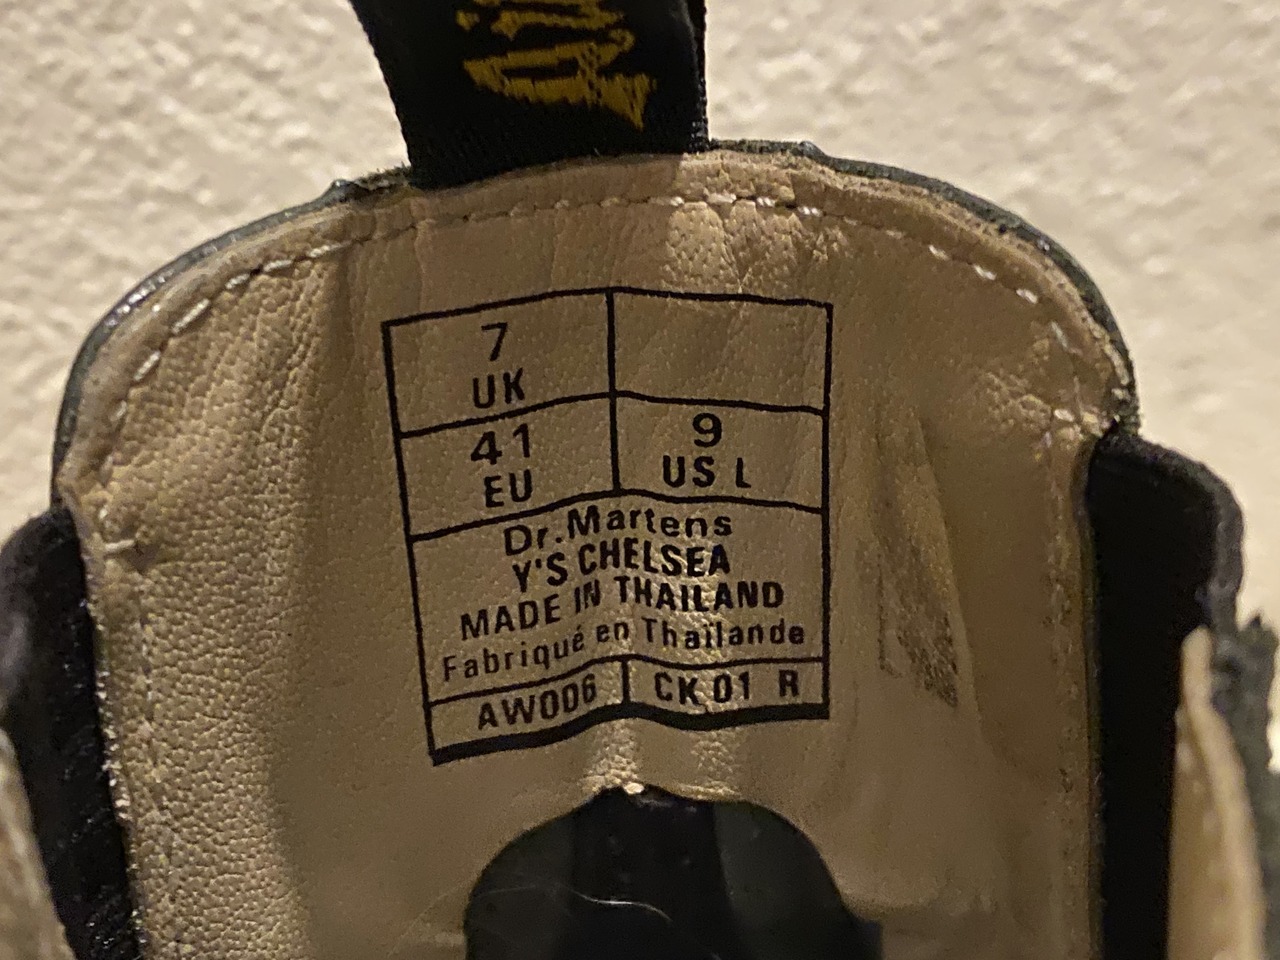 7
UK
41
EU
9
US L
Dr.Martens
Y'S CHELSEA
MADE IN THAILAND
Fabriqué en Thaïlande
AW006
CK 01 R